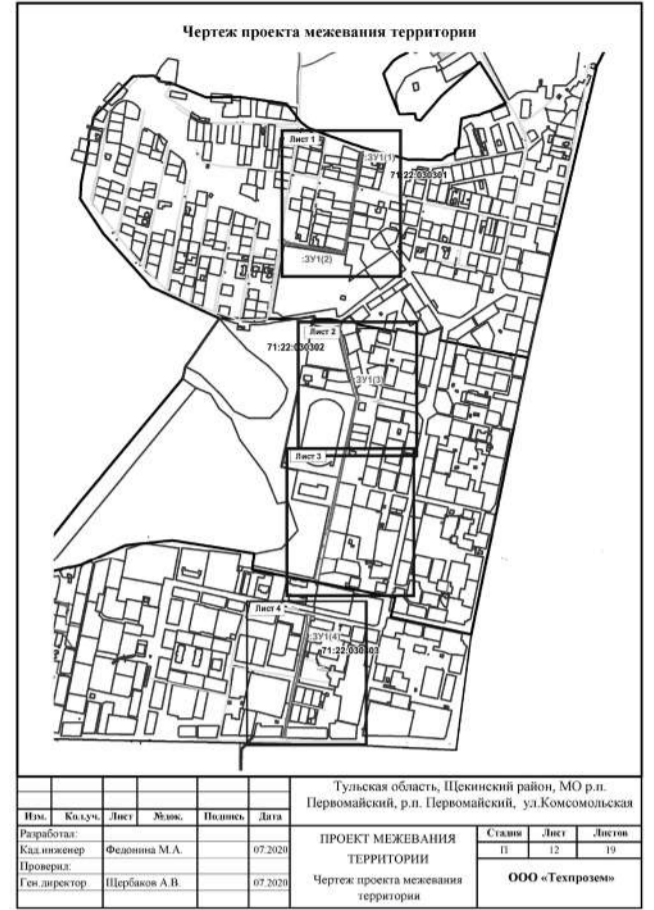 Чертеж проекта межевания территории
Лист 1
:ЗУ1(1)
71:22:030301
:ЗУ1(2)
Лист 2
71:22:030302
:ЗУ1(3)
Лист 3
Лист 4
:ЗУ1(4)
71:22:030303
Тульская область, Щекинский район, МО р.п.
Первомайский, р.п. Первомайский, ул.Комсомольская
Изм. Кол.уч. Лист №док. Подпись Дата
Разработал:
Кад.инженер Федонина М.А. 07.2020
Проверил:
Ген.директор Щербаков А.В. 07.2020
ПРОЕКТ МЕЖЕВАНИЯ
ТЕРРИТОРИИ
Чертеж проекта межевания
территории
Стадия Лист Листов
П 12 19
ООО «Техпрозем»